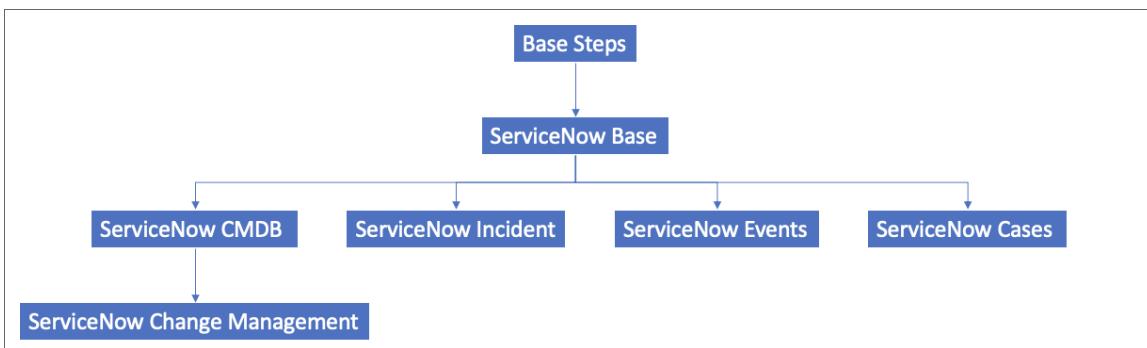 Base Steps
ServiceNow Base
ServiceNow CMDB
ServiceNow Incident
ServiceNow Events
ServiceNow Cases
ServiceNow Change Management